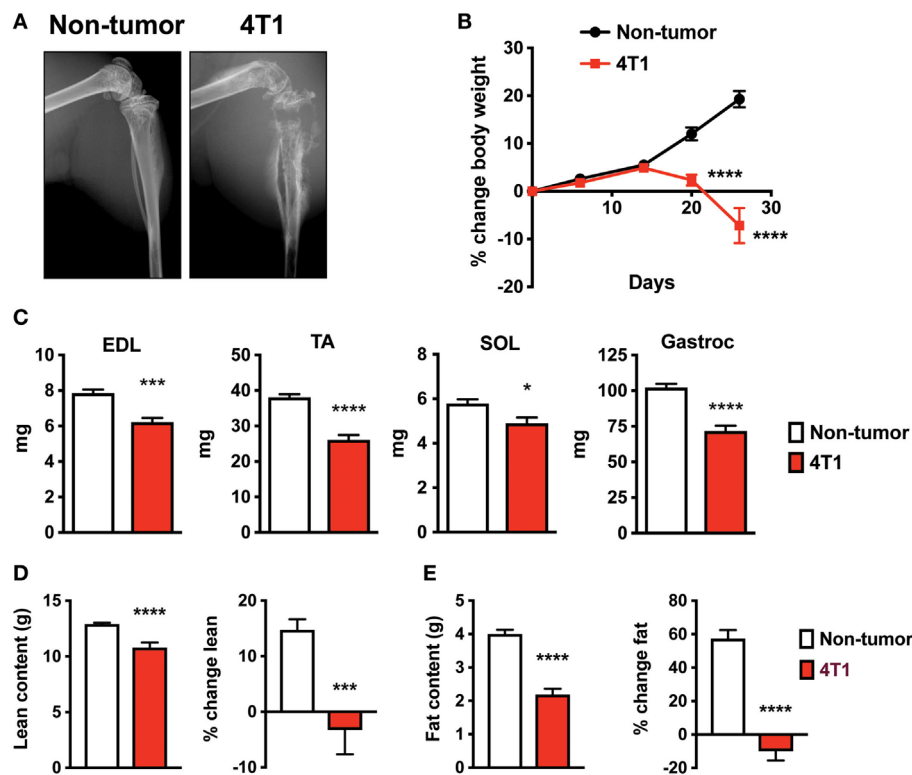 A
Non-tumor
4T1
B
Non-tumor
4T1
% change body weight
30
20
10
0
-10
-20
10
20
30
****
****
Days
C
EDL
mg
8
6
4
2
0
***
TA
mg
50
40
30
20
10
0
****
SOL
mg
8
6
4
2
0
*
Gastroc
mg
125
100
75
50
25
0
****
Non-tumor
4T1
D
Lean content (g)
15
10
5
0
****
% change lean
20
10
0
-10
***
E
Fat content (g)
5
4
3
2
1
0
****
% change fat
80
60
40
20
0
-20
****
Non-tumor
4T1